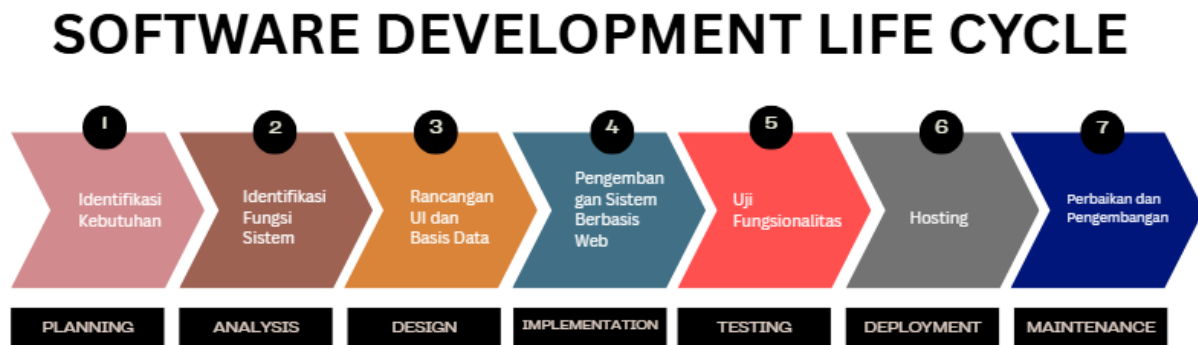 SOFTWARE DEVELOPMENT LIFE CYCLE
1
Identifikasi
Kebutuhan
PLANNING
2
Identifikasi
Fungsi
Sistem
ANALYSIS
3
Rancangan
UI dan
Basis Data
DESIGN
4
Pengemban
gan Sistem
Berbasis
Web
IMPLEMENTATION
5
Uji
Fungsionalitas
TESTING
6
Hosting
DEPLOYMENT
7
Perbaikan dan
Pengembangan
MAINTENANCE